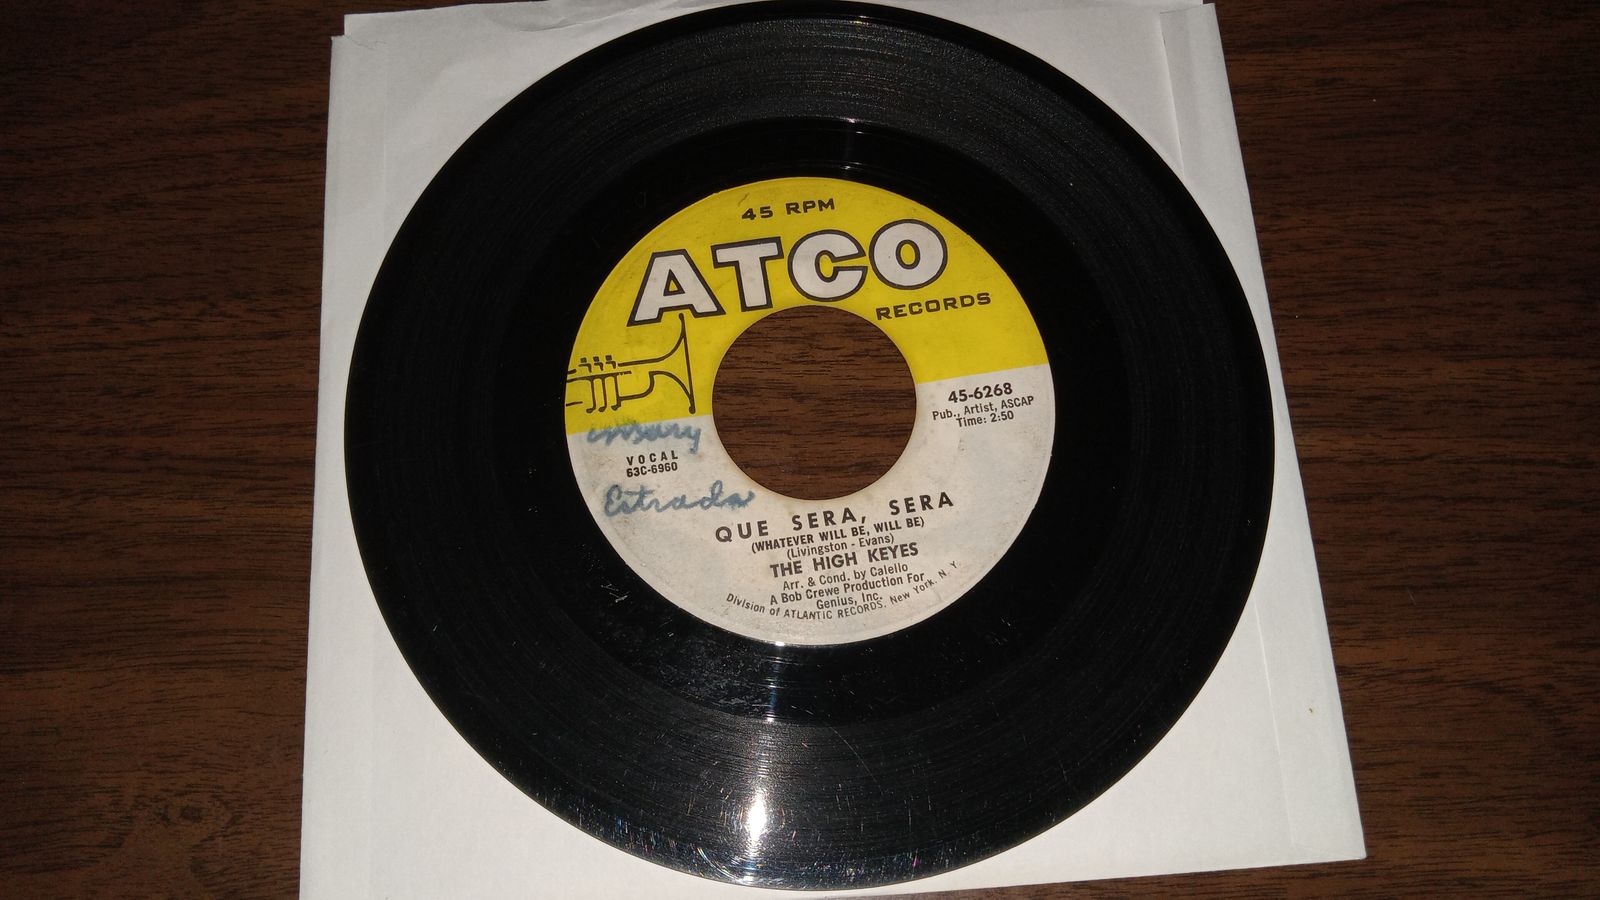 45 RPM
ATCO
RECORDS
45-6268
Pub., Artist, ASCAP
Time: 2:50
VOCAL
63C-6960
Estrada
QUE SERA, SERA
(WHATEVER WILL BE, WILL BE)
(Livingston - Evans)
THE HIGH KEYES
Arr. & Cond. by Calello
A Bob Crewe Production For
Genius, Inc.
Division of ATLANTIC RECORDS, New York, N. Y.